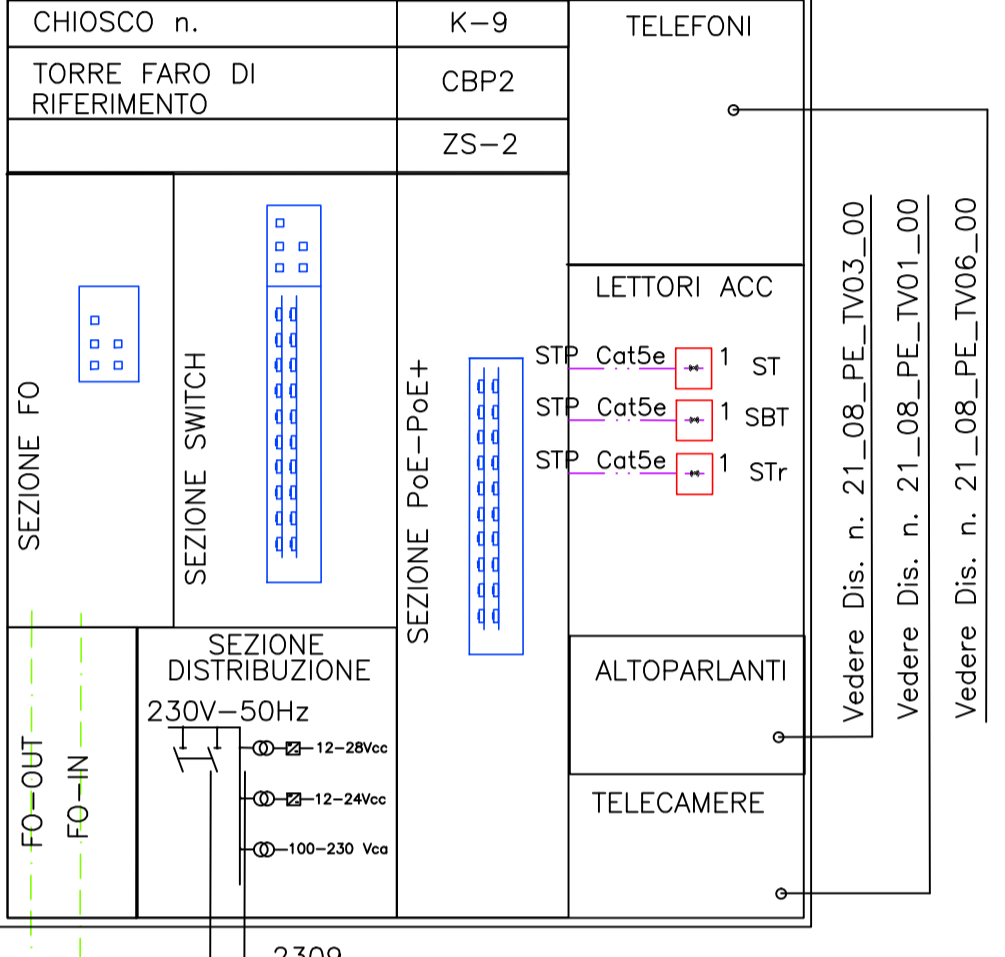 CHIOSCO n.
K-9
TORRE FARO DI
RIFERIMENTO
CBP2
ZS-2
TELEFONI
SEZIONE FO
SEZIONE SWITCH
SEZIONE PoE-PoE+
LETTORI ACC
STP Cat5e 1 ST
STP Cat5e 1 SBT
STP Cat5e 1 STr
ALTOPARLANTI
TELECAMERE
FO-OUT
FO-IN
SEZIONE
DISTRIBUZIONE
230V-50Hz
12-28Vcc
12-24Vcc
100-230 Vca
Vedere Dis. n. 21_08_PE_TV03_00
Vedere Dis. n. 21_08_PE_TV01_00
Vedere Dis. n. 21_08_PE_TV06_00